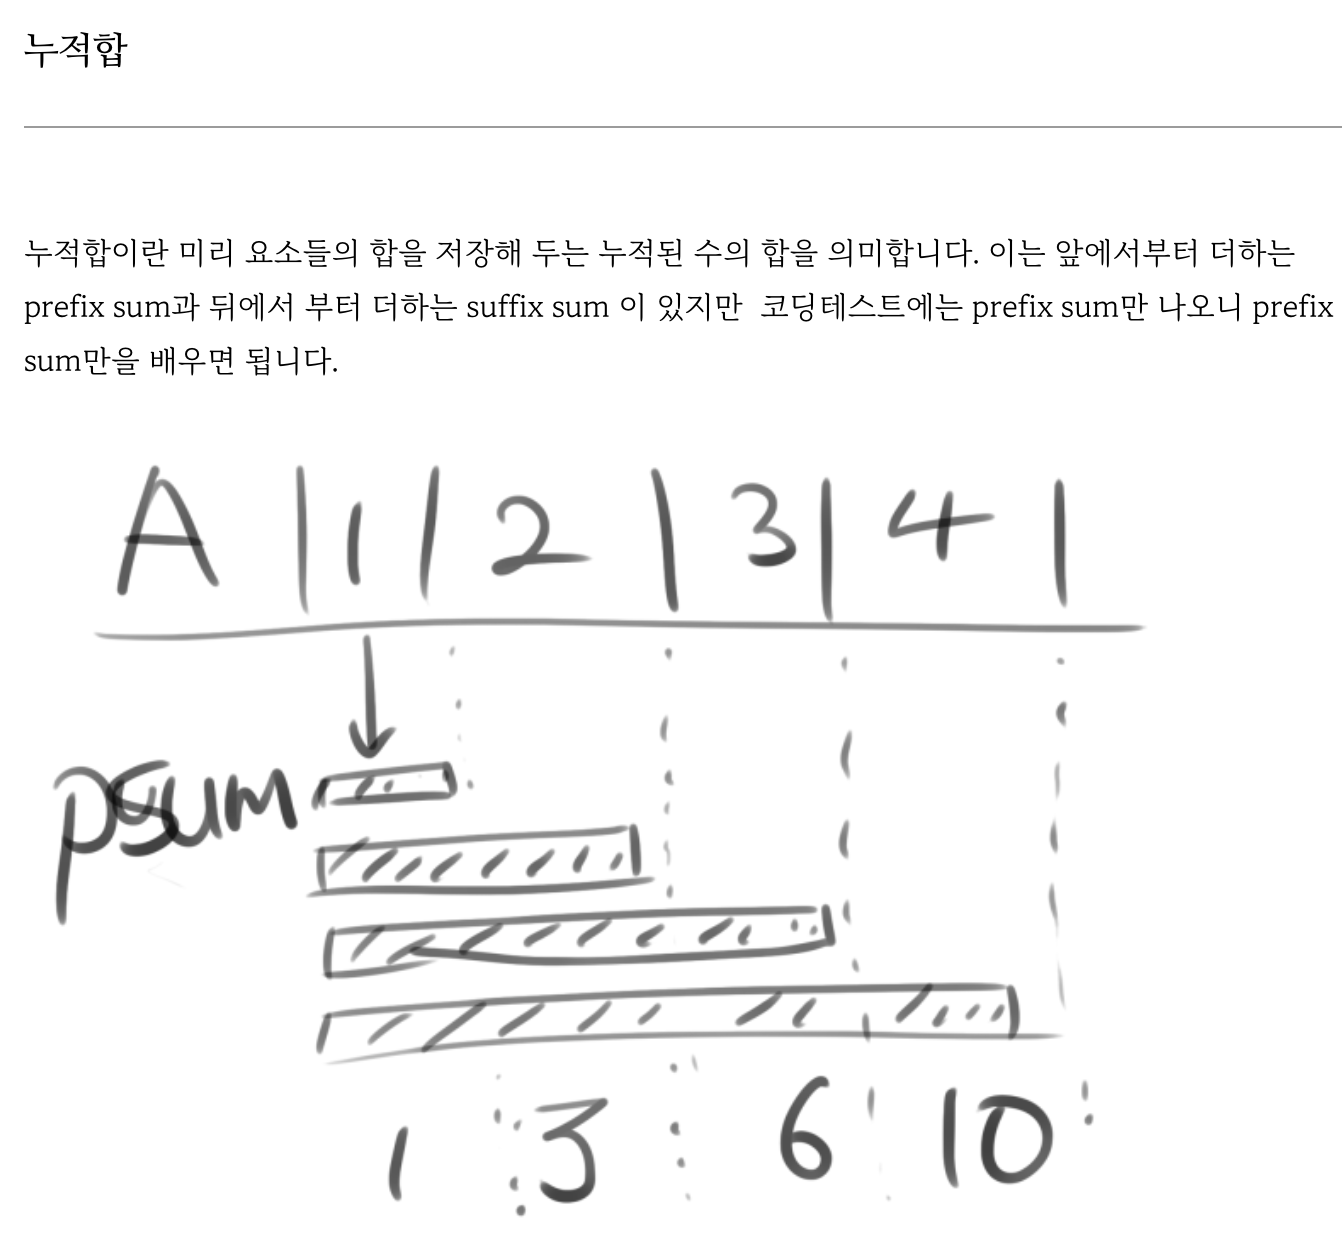 누적합
누적합이란 미리 요소들의 합을 저장해 두는 누적된 수의 합을 의미합니다. 이는 앞에서부터 더하는
prefix sum과 뒤에서 부터 더하는 suffix sum 이 있지만  코딩테스트에는 prefix sum만 나오니 prefix
sum만을 배우면 됩니다.
A | 1 | 2 | 3 | 4 |
psum
1 3 6 10